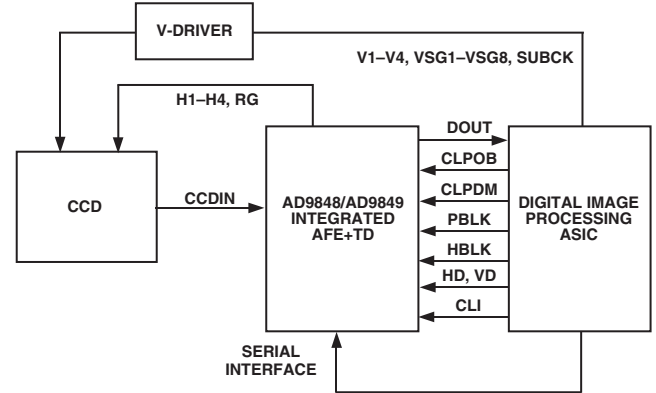 V-DRIVER
V1–V4, VSG1–VSG8, SUBCK
H1–H4, RG
DOUT
CLPOB
CLPDM
PBLK
HBLK
HD, VD
CLI
CCD
CCDIN
AD9848/AD9849
INTEGRATED
AFE+TD
DIGITAL IMAGE
PROCESSING
ASIC
SERIAL
INTERFACE